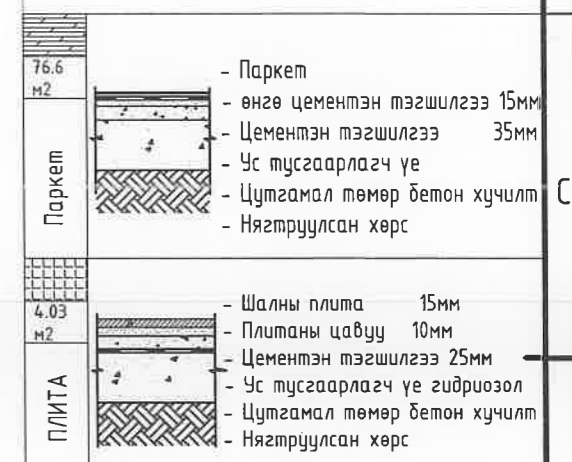 76.6
м2
Паркет
- Паркет
- өнгө цементэн тэгшилгээ 15мм
- Цементэн тэгшилгээ 35мм
- Ус тусгаарлагч үе
- Цутгамал төмөр бетон хучилт
- Нягтруулсан хөрс
4.03
м2
ПЛИТА
- Шалны плита 15мм
- Плитаны цавуу 10мм
- Цементэн тэгшилгээ 25мм
- Ус тусгаарлагч үе гидриозол
- Цутгамал төмөр бетон хучилт
- Нягтруулсан хөрс